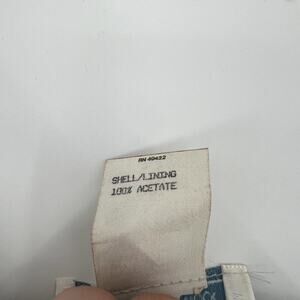 RN 40422
SHELL/LINING
100% ACETATE